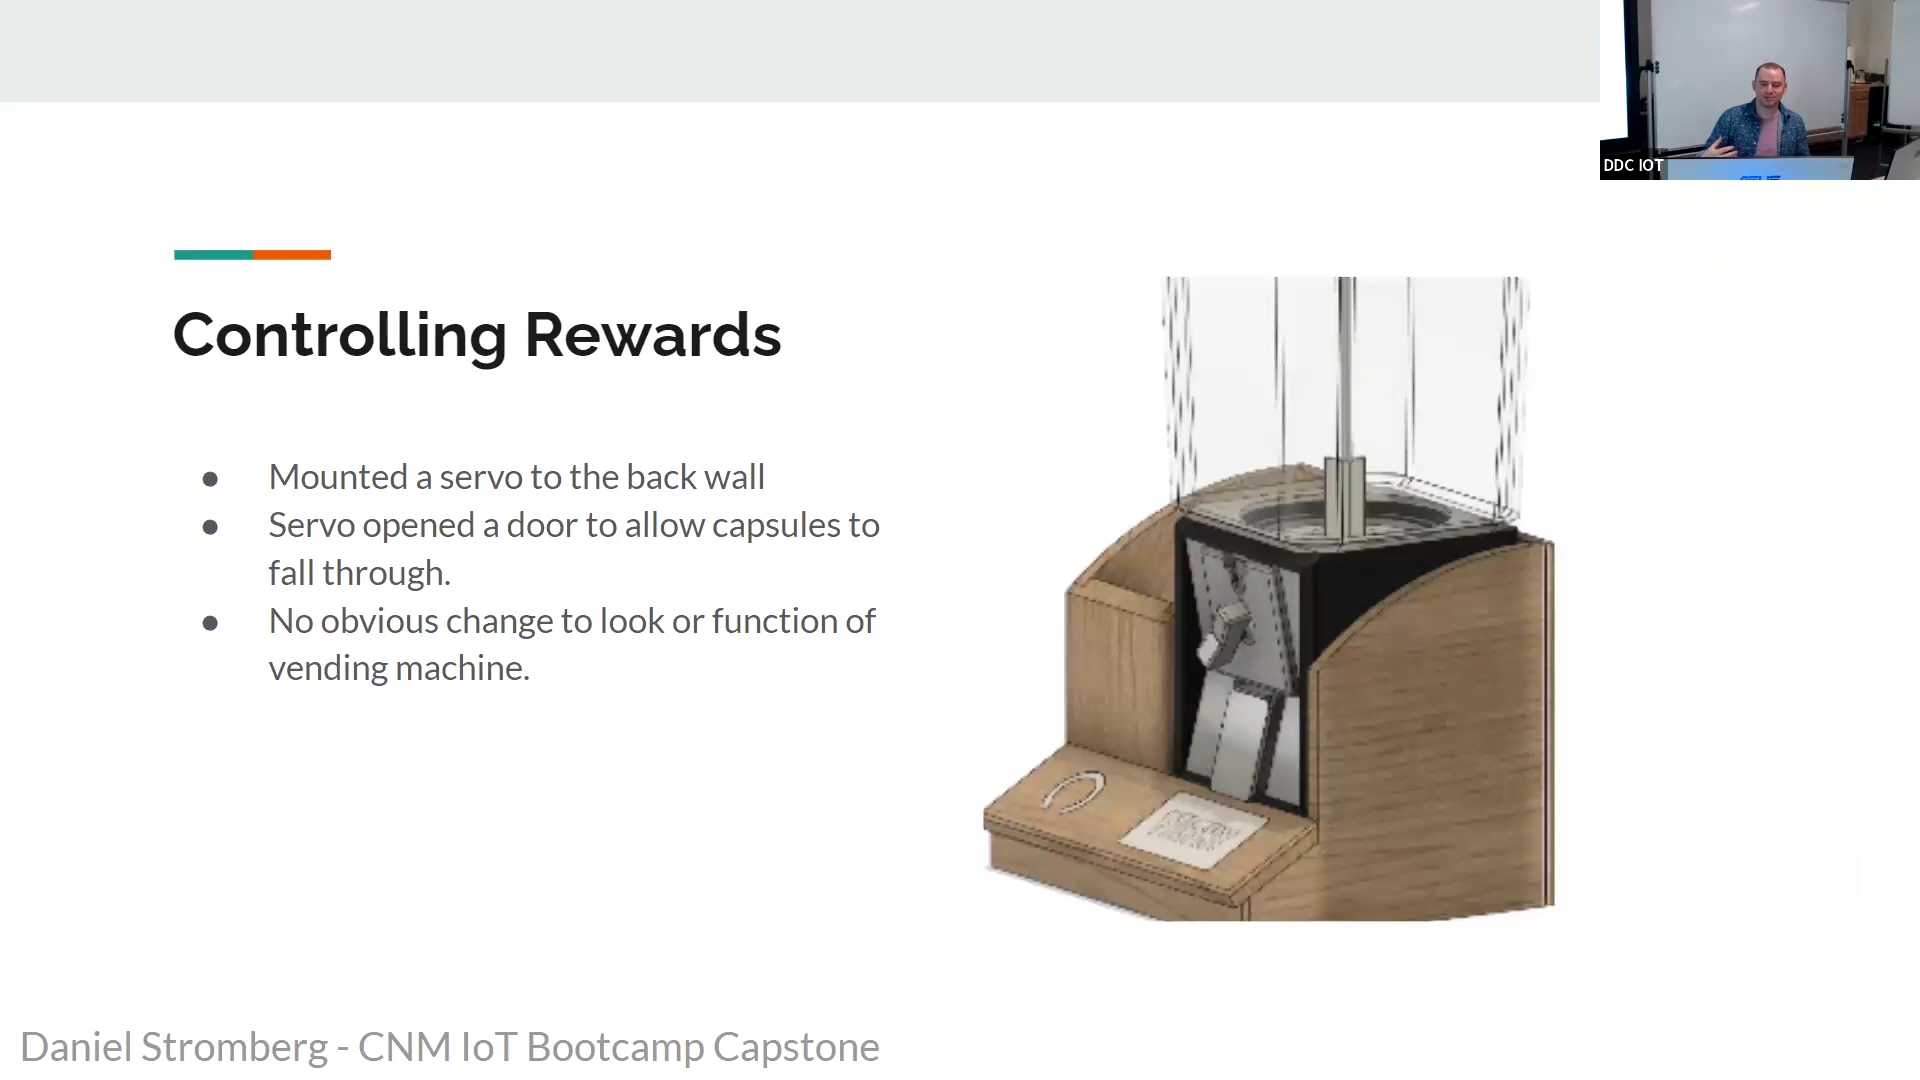 DDC IOT
Controlling Rewards
● Mounted a servo to the back wall
● Servo opened a door to allow capsules to
fall through.
● No obvious change to look or function of
vending machine.
Daniel Stromberg - CNM IoT Bootcamp Capstone